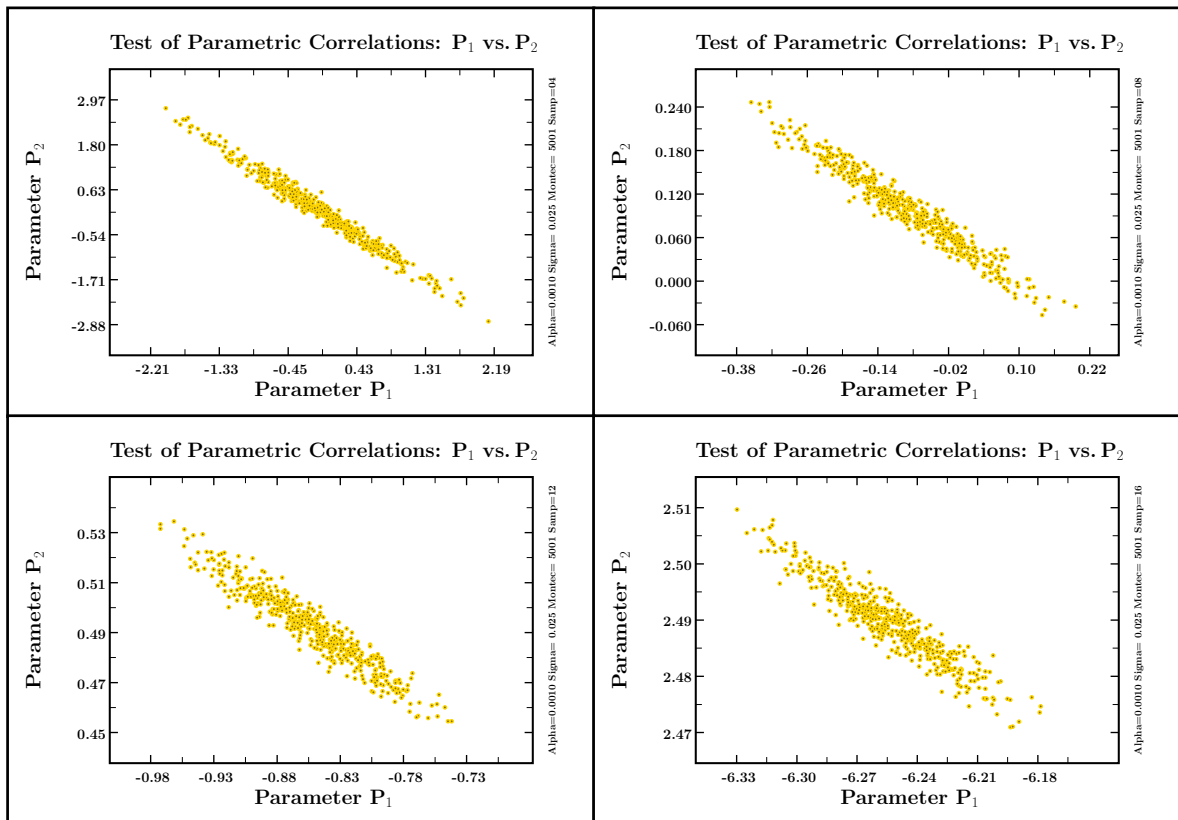 Test of Parametric Correlations: P₁ vs. P₂
Parameter P₂
2.97
1.80
0.63
-0.54
-1.71
-2.88
-2.21 -1.33 -0.45 0.43 1.31 2.19
Parameter P₁
Alpha=0.0010 Sigma= 0.025 Montec= 5001 Samp=04
Test of Parametric Correlations: P₁ vs. P₂
Parameter P₂
0.240
0.180
0.120
0.060
0.000
-0.060
-0.38 -0.26 -0.14 -0.02 0.10 0.22
Parameter P₁
Alpha=0.0010 Sigma= 0.025 Montec= 5001 Samp=08
Test of Parametric Correlations: P₁ vs. P₂
Parameter P₂
0.53
0.51
0.49
0.47
0.45
-0.98 -0.93 -0.88 -0.83 -0.78 -0.73
Parameter P₁
Alpha=0.0010 Sigma= 0.025 Montec= 5001 Samp=12
Test of Parametric Correlations: P₁ vs. P₂
Parameter P₂
2.51
2.50
2.49
2.48
2.47
-6.33 -6.30 -6.27 -6.24 -6.21 -6.18
Parameter P₁
Alpha=0.0010 Sigma= 0.025 Montec= 5001 Samp=16